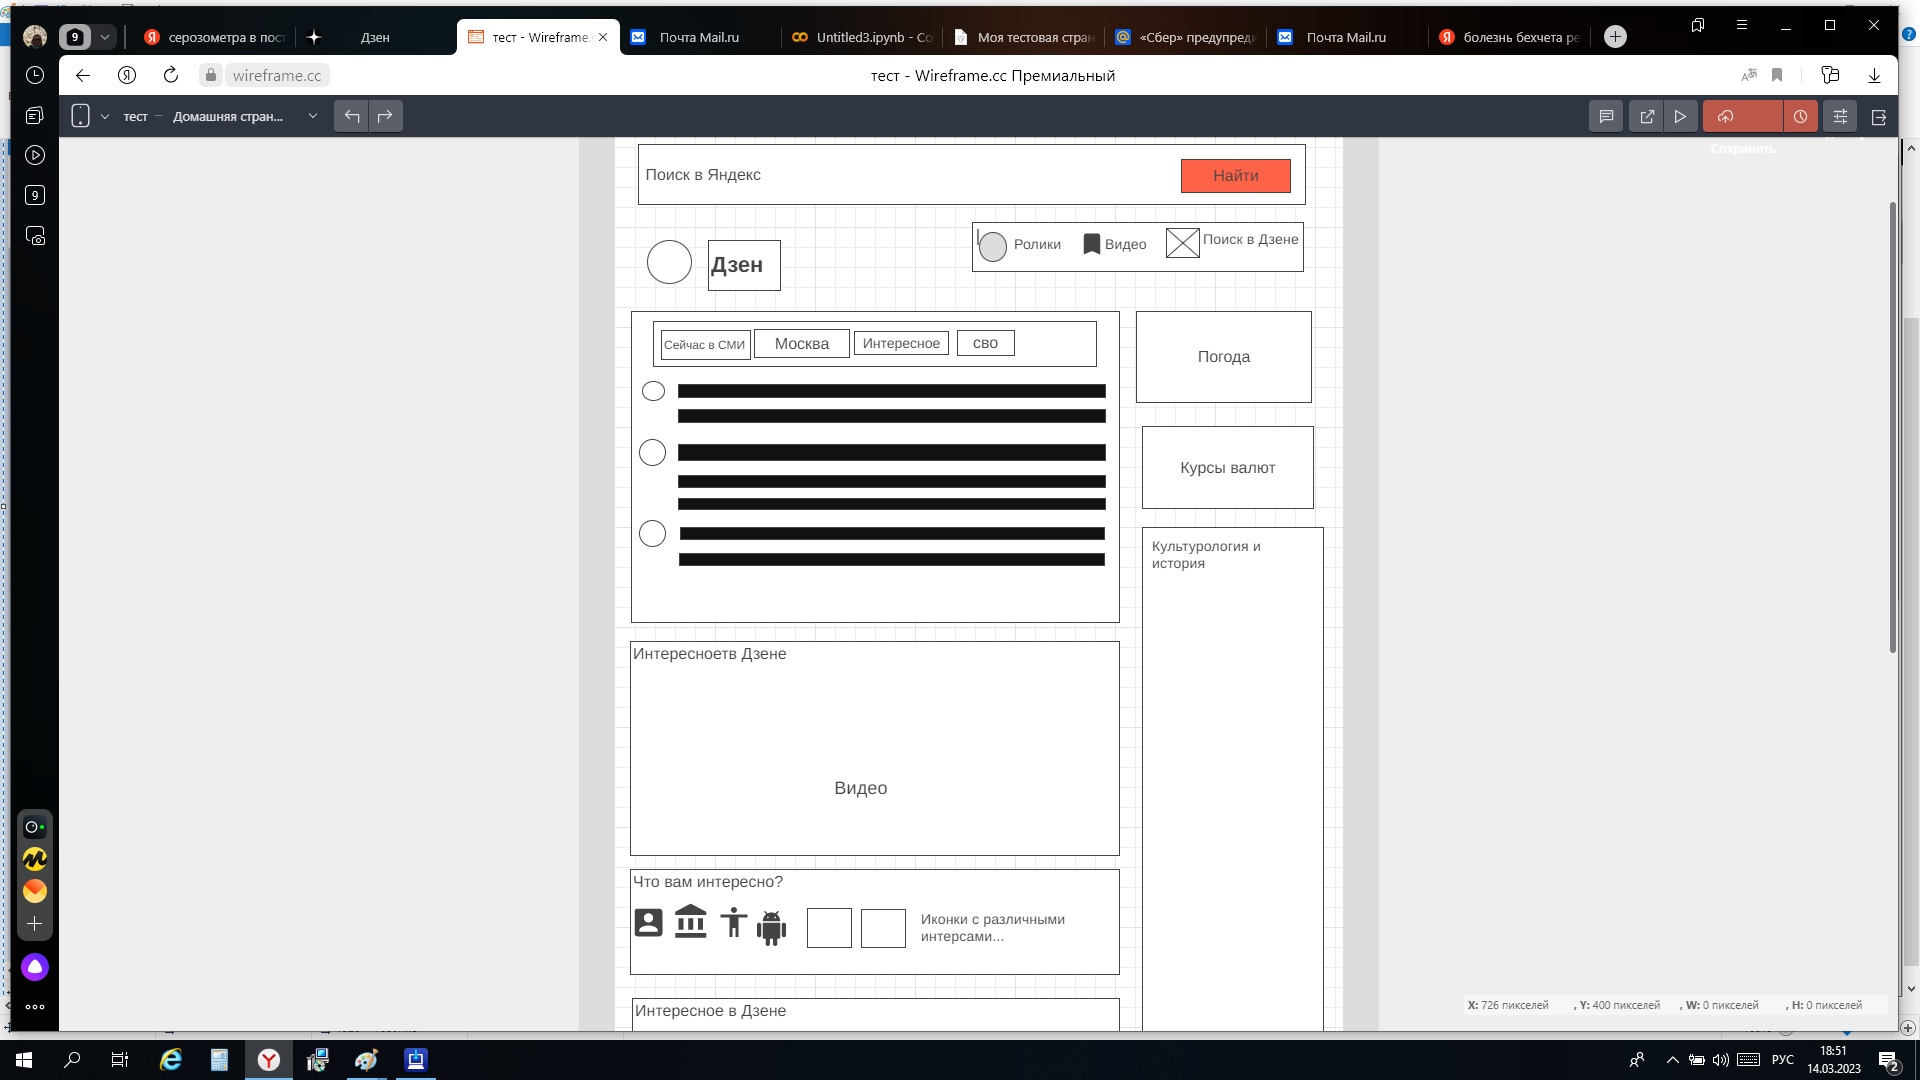 9
серозометра в пос
Дзен
тест - Wireframe.
Почта Mail.ru
Untitled3.ipynb - Co
Моя тестовая стран
«Сбер» предупреди
Почта Mail.ru
болезнь бехчета ре
wireframe.cc
тест - Wireframe.cc Премиальный
тест
Домашняя стран...
Сохранить
9
Поиск в Яндекс
Найти
Дзен
Ролики
Видео
Поиск в Дзене
Сейчас в СМИ
Москва
Интересное
сво
Погода
Курсы валют
Культурология и
история
Интересноетв Дзене
Видео
Что вам интересно?
Иконки с различными
интерсами...
Интересное в Дзене
X: 726 пикселей , Y: 400 пикселей , W: 0 пикселей , H: 0 пикселей
РУС
18:51
14.03.2023
2